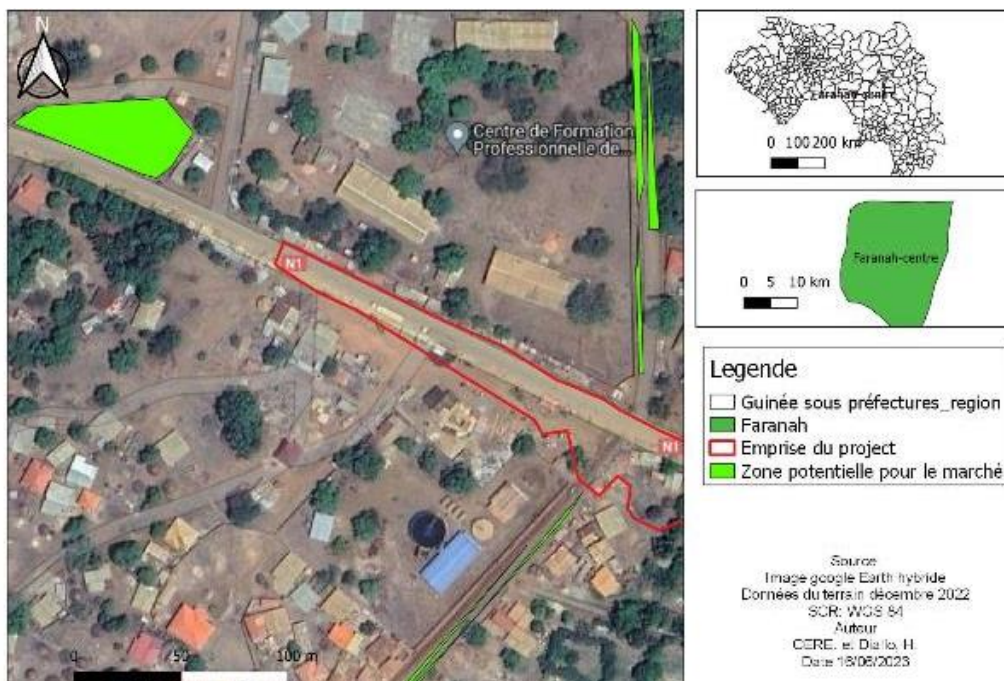 N
Centre de Formation
Professionnelle de...
N1
N1
0 50 100 m
Faranah-centre
0 100 200 km
Faranah-centre
0 5 10 km
Legende
Guinée sous préfectures_region
Faranah
Emprise du project
Zone potentielle pour le marché
Source
Image google Earth hybride
Données du terrain décembre 2022
SCR: WGS 84
Auteur
CERE. et Diallo, H.
Date 16/06/2023